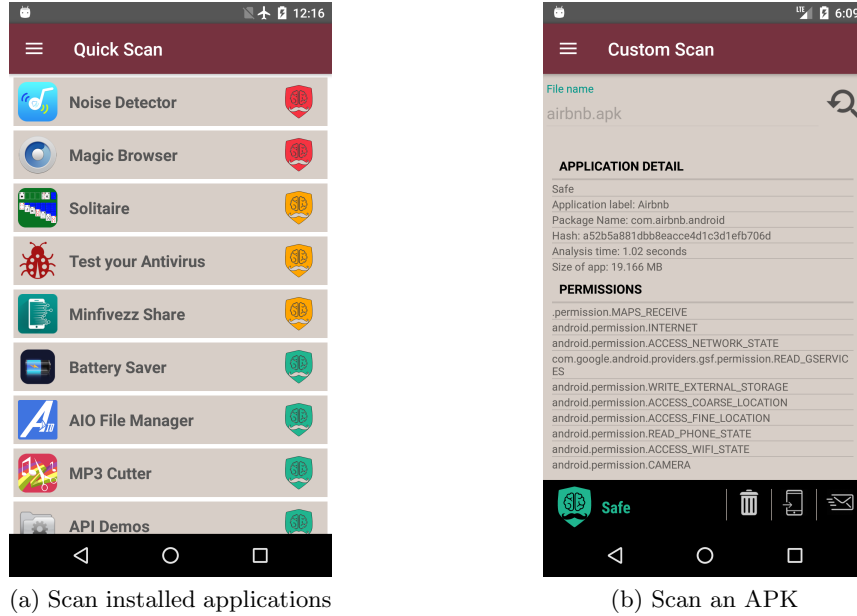 12:16
Quick Scan
Noise Detector
Magic Browser
Solitaire
Test your Antivirus
Minfivezz Share
Battery Saver
AIO File Manager
MP3 Cutter
API Demos
(a) Scan installed applications
LTE 6:09
Custom Scan
File name
airbnb.apk
APPLICATION DETAIL
Safe
Application label: Airbnb
Package Name: com.airbnb.android
Hash: a52b5a881dbb8eacce4d1c3d1efb706d
Analysis time: 1.02 seconds
Size of app: 19.166 MB
PERMISSIONS
.permission.MAPS_RECEIVE
android.permission.INTERNET
android.permission.ACCESS_NETWORK_STATE
com.google.android.providers.gsf.permission.READ_GSERVIC
ES
android.permission.WRITE_EXTERNAL_STORAGE
android.permission.ACCESS_COARSE_LOCATION
android.permission.ACCESS_FINE_LOCATION
android.permission.READ_PHONE_STATE
android.permission.ACCESS_WIFI_STATE
android.permission.CAMERA
Safe
(b) Scan an APK